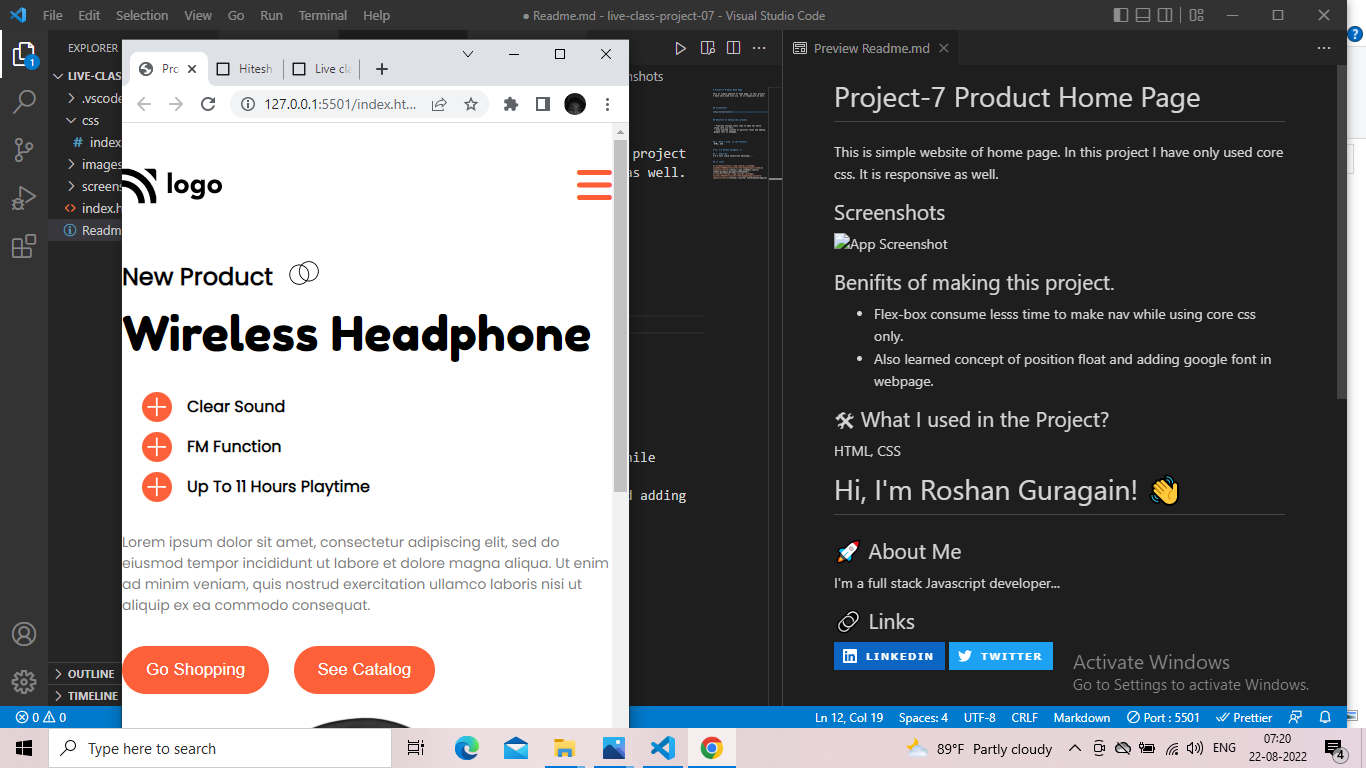 File Edit Selection View Go Run Terminal Help
● Readme.md - live-class-project-07 - Visual Studio Code
EXPLORER
LIVE-CLAS
.vscode
css
# index
images
screens
index.h
Readm
OUTLINE
TIMELINE
1
Pro
Hitesh
Live cla
127.0.0.1:5501/index.ht...
logo
New Product
Wireless Headphone
Clear Sound
FM Function
Up To 11 Hours Playtime
Lorem ipsum dolor sit amet, consectetur adipiscing elit, sed do
eiusmod tempor incididunt ut labore et dolore magna aliqua. Ut enim
ad minim veniam, quis nostrud exercitation ullamco laboris nisi ut
aliquip ex ea commodo consequat.
Go Shopping
See Catalog
shots
project
as well.
hile
d adding
Preview Readme.md
Project-7 Product Home Page
This is simple website of home page. In this project I have only used core
css. It is responsive as well.
Screenshots
App Screenshot
Benifits of making this project.
• Flex-box consume lesss time to make nav while using core css
only.
• Also learned concept of position float and adding google font in
webpage.
🛠 What I used in the Project?
HTML, CSS
Hi, I'm Roshan Guragain! 👋
🚀 About Me
I'm a full stack Javascript developer...
🔗 Links
LINKEDIN
TWITTER
Activate Windows
Go to Settings to activate Windows.
0 0
Ln 12, Col 19 Spaces: 4 UTF-8 CRLF Markdown Port : 5501 Prettier
Type here to search
89°F Partly cloudy
ENG
07:20
22-08-2022
4